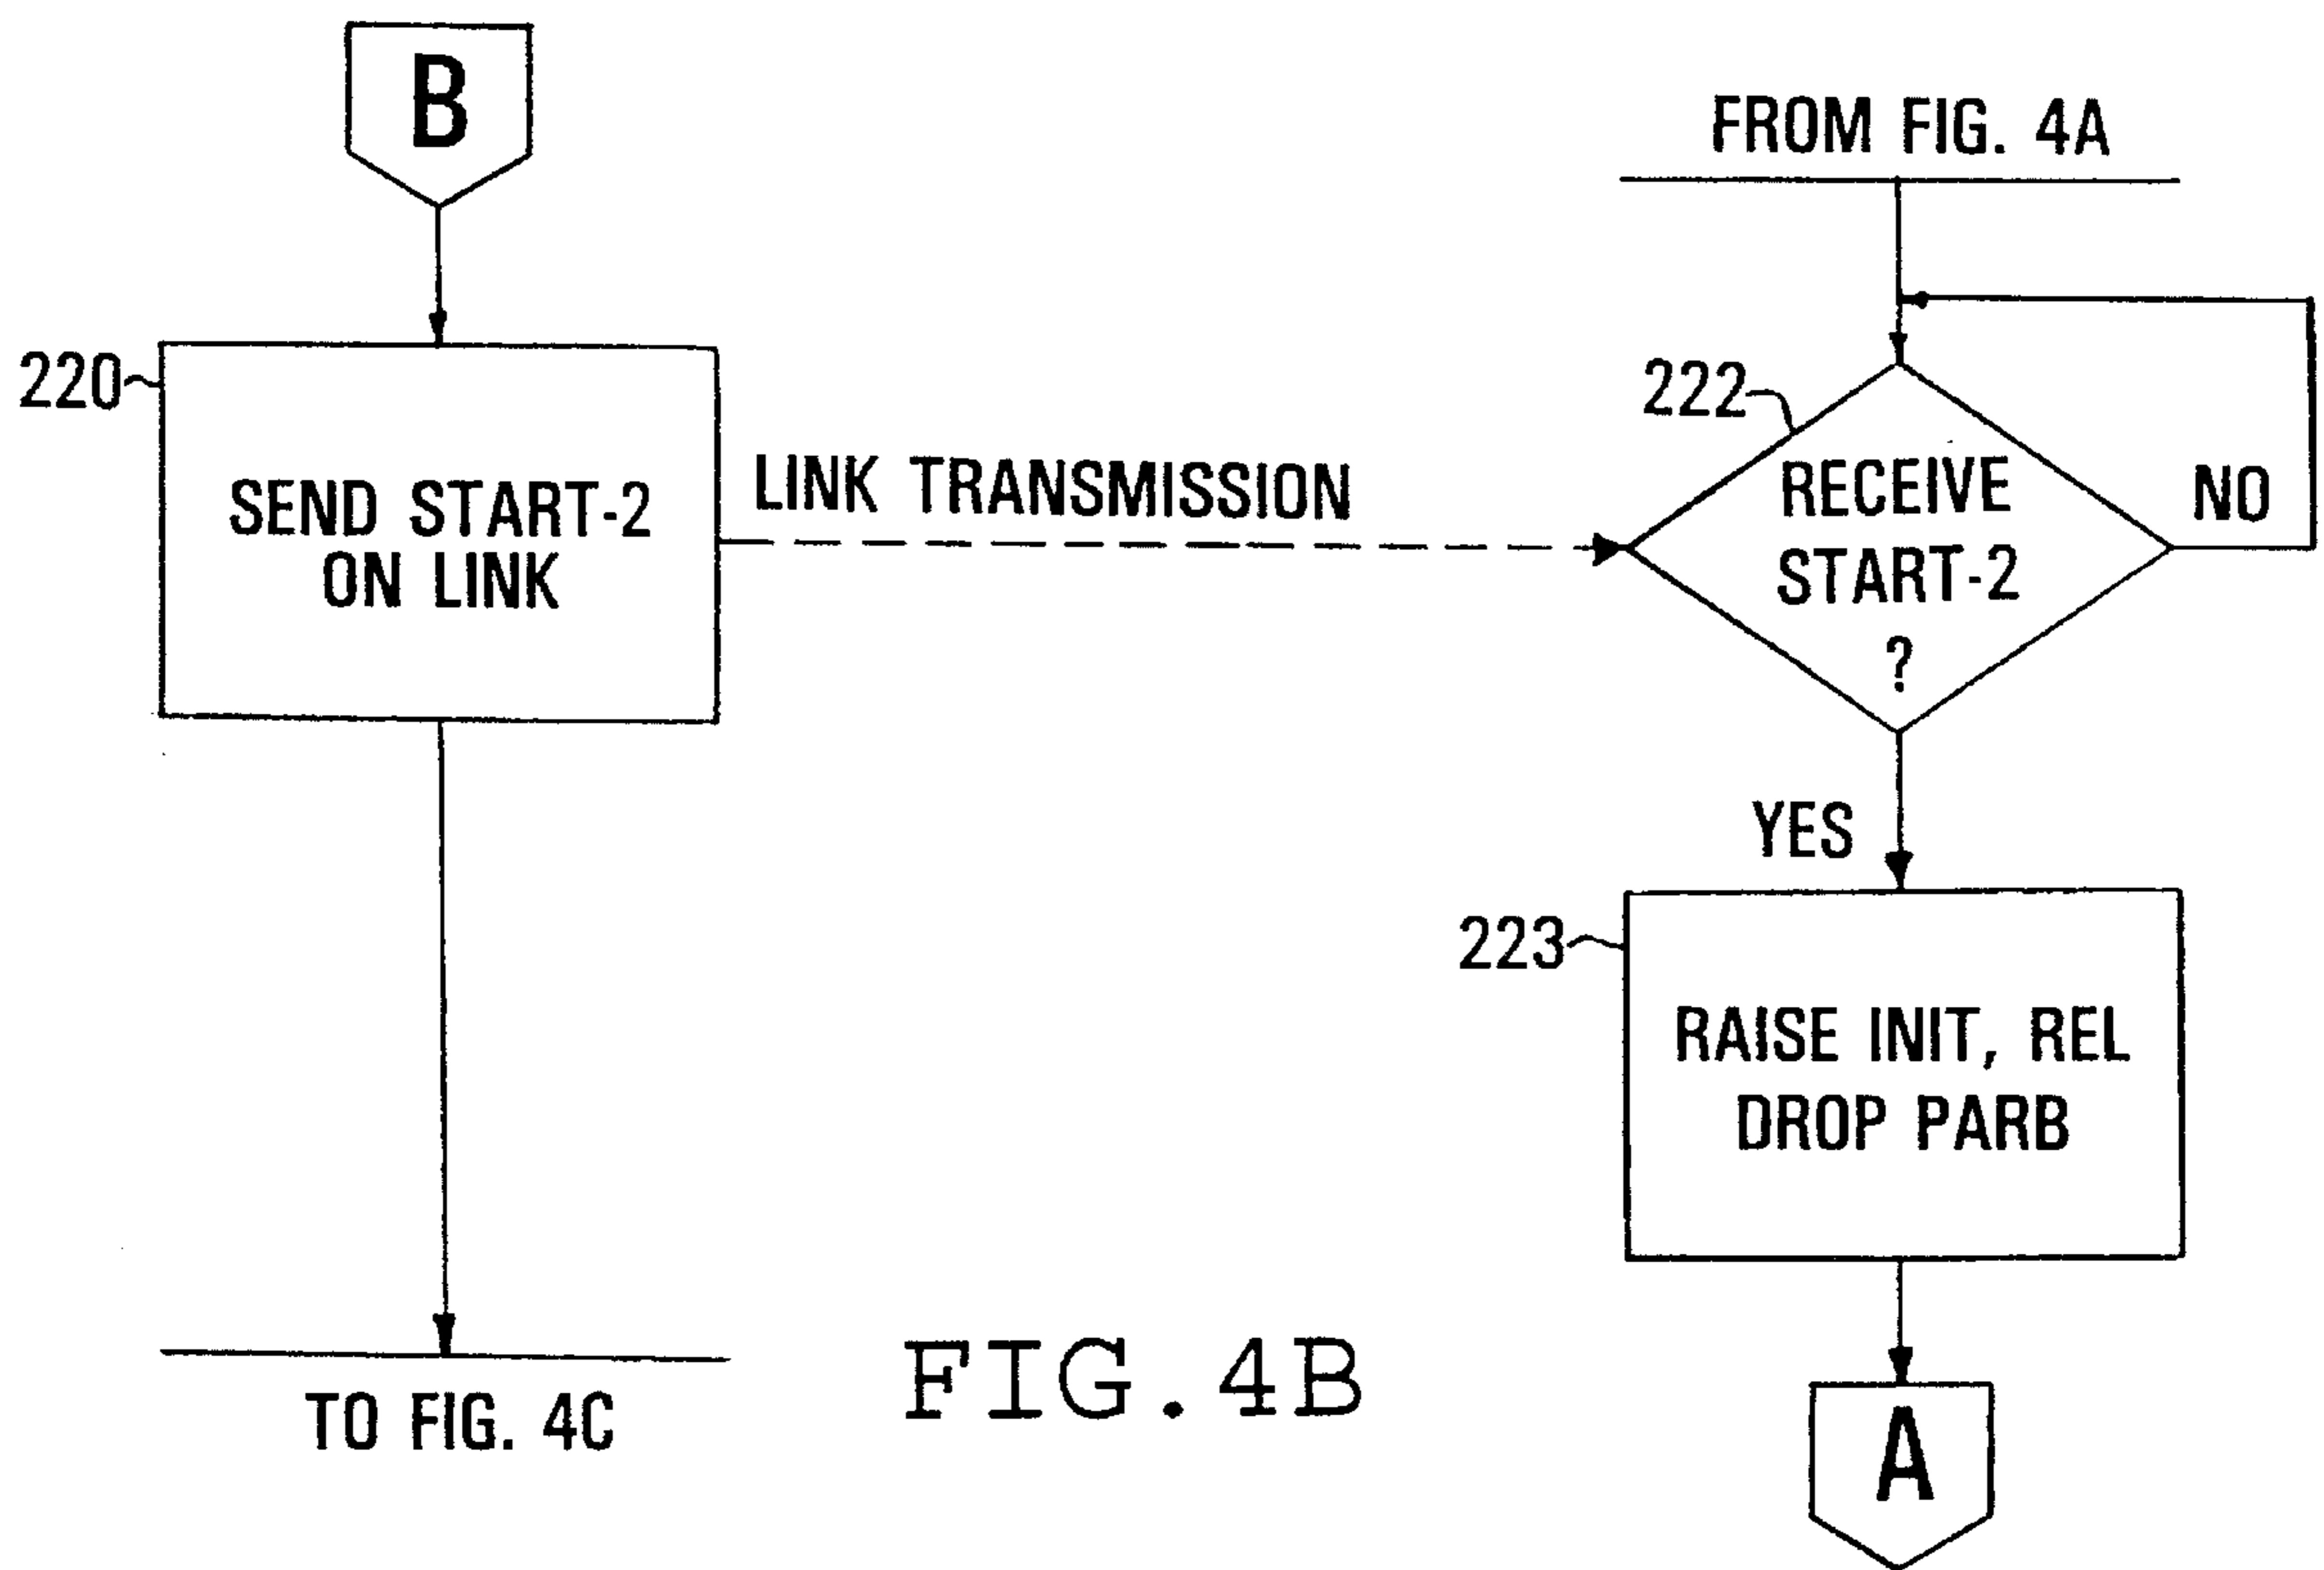 B
FROM FIG. 4A
220
222
SEND START-2
ON LINK
LINK TRANSMISSION
RECEIVE
START-2
?
NO
YES
223
RAISE INIT, REL
DROP PARB
TO FIG. 4C
FIG.4B
A